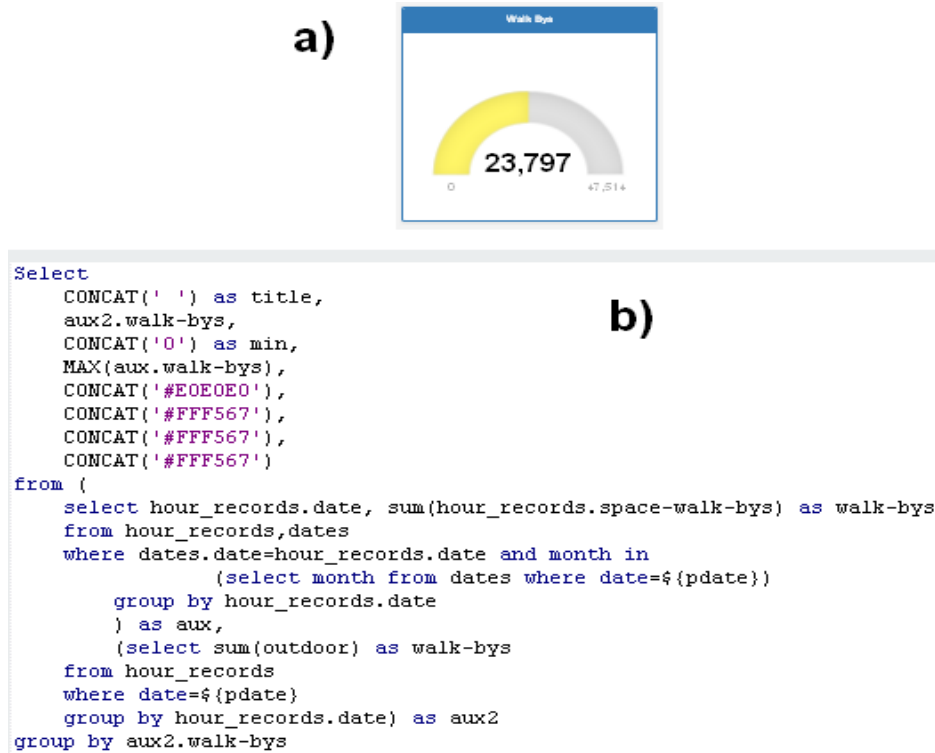 a)
Walk Bys
23,797
0
47,514
b)
Select
CONCAT(' ') as title,
aux2.walk-bys,
CONCAT('0') as min,
MAX(aux.walk-bys),
CONCAT('#E0E0E0'),
CONCAT('#FFF567'),
CONCAT('#FFF567'),
CONCAT('#FFF567')
from (
select hour_records.date, sum(hour_records.space-walk-bys) as walk-bys
from hour_records,dates
where dates.date=hour_records.date and month in
(select month from dates where date=${pdate})
group by hour_records.date
) as aux,
(select sum(outdoor) as walk-bys
from hour_records
where date=${pdate}
group by hour_records.date) as aux2
group by aux2.walk-bys